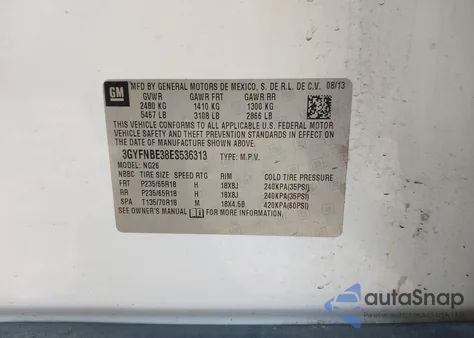 GM
MFD BY GENERAL MOTORS DE MEXICO, S. DE R.L. DE C.V. 08/13
GVWR GAWR FRT GAWR RR
2480 KG 1410 KG 1300 KG
5467 LB 3108 LB 2866 LB
THIS VEHICLE CONFORMS TO ALL APPLICABLE U.S. FEDERAL MOTOR
VEHICLE SAFETY AND THEFT PREVENTION STANDARDS IN EFFECT ON
THE DATE OF MANUFACTURE SHOWN ABOVE.
3GYFNBE38ES536313 TYPE: M.P.V.
MODEL: NG26
NBBC TIRE SIZE SPEED RTG RIM COLD TIRE PRESSURE
FRT P235/65R18 H 18X8J 240KPA(35PSI)
RR P235/65R18 H 18X8J 240KPA(35PSI)
SPA T135/70R18 M 18X4.5B 420KPA(60PSI)
SEE OWNER'S MANUAL FOR MORE INFORMATION.
autoSnap